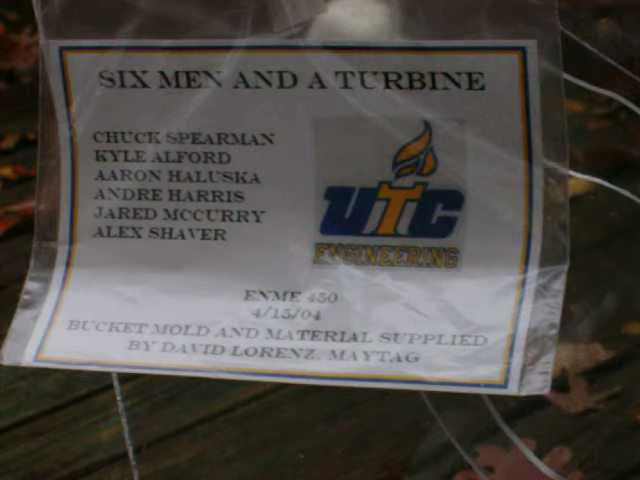 SIX MEN AND A TURBINE
CHUCK SPEARMAN
KYLE ALFORD
AARON HALUSKA
ANDRE HARRIS
JARED MCCURRY
ALEX SHAVER
UTC
ENGINEERING
ENME 450
4/15/04
BUCKET MOLD AND MATERIAL SUPPLIED
BY DAVID LORENZ, MAYTAG